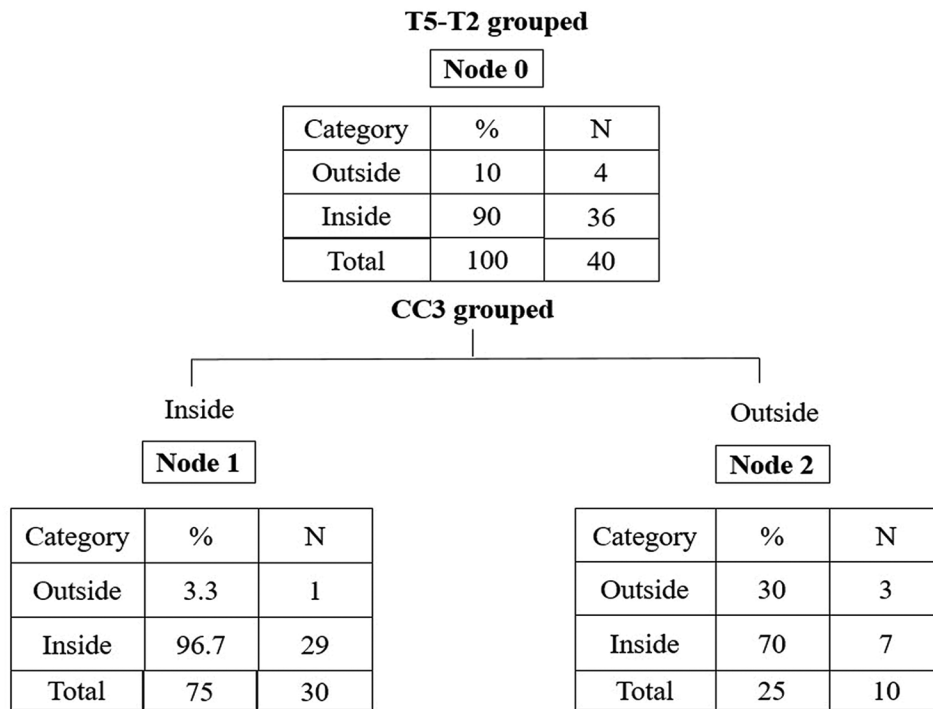 T5-T2 grouped
Node 0
Category % N
Outside 10 4
Inside 90 36
Total 100 40
CC3 grouped
Inside
Node 1
Category % N
Outside 3.3 1
Inside 96.7 29
Total 75 30
Outside
Node 2
Category % N
Outside 30 3
Inside 70 7
Total 25 10